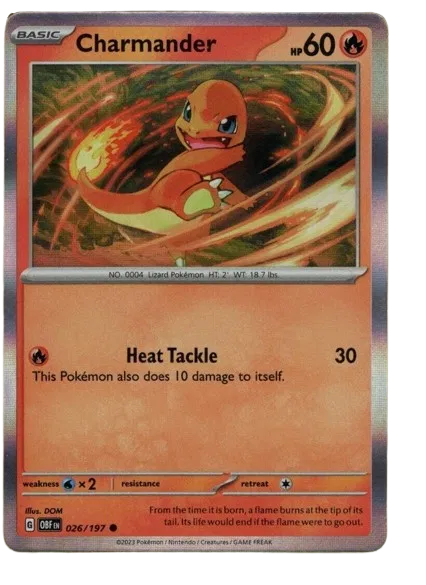 BASIC Charmander HP 60
NO. 0004 Lizard Pokémon HT: 2' WT: 18.7 lbs.
Heat Tackle 30
This Pokémon also does 10 damage to itself.
weakness ×2 resistance retreat
Illus. DOM
G OBF EN 026/197
From the time it is born, a flame burns at the tip of its
tail. Its life would end if the flame were to go out.
©2023 Pokémon / Nintendo / Creatures / GAME FREAK